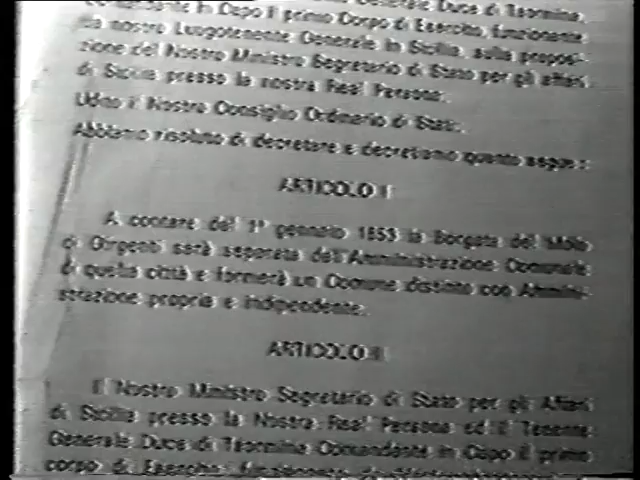 Generale Duca di Taormina,
Comandante in Capo il primo Corpo di Esercito, funzionante
da nostro Luogotenente Generale in Sicilia, sulla propo-
zione del Nostro Ministro Segretario di Stato per gli affari
di Sicilia presso la nostra Real Persona;
Udito il Nostro Consiglio Ordinario di Stato;
Abbiamo risoluto di decretare e decretiamo quanto segue:
ARTICOLO I
A contare del 1° gennaio 1853 la Borgata del Molo
di Girgenti sarà separata dell'Amministrazione Comunale
di quella città e formerà un Comune distinto con Ammini-
strazione propria e indipendente.
ARTICOLO II
Il Nostro Ministro Segretario di Stato per gli Affari
di Sicilia presso la Nostra Real Persona ed il Tenente
Generale Duca di Taormina Comandante in Capo il primo
corpo di Esercito